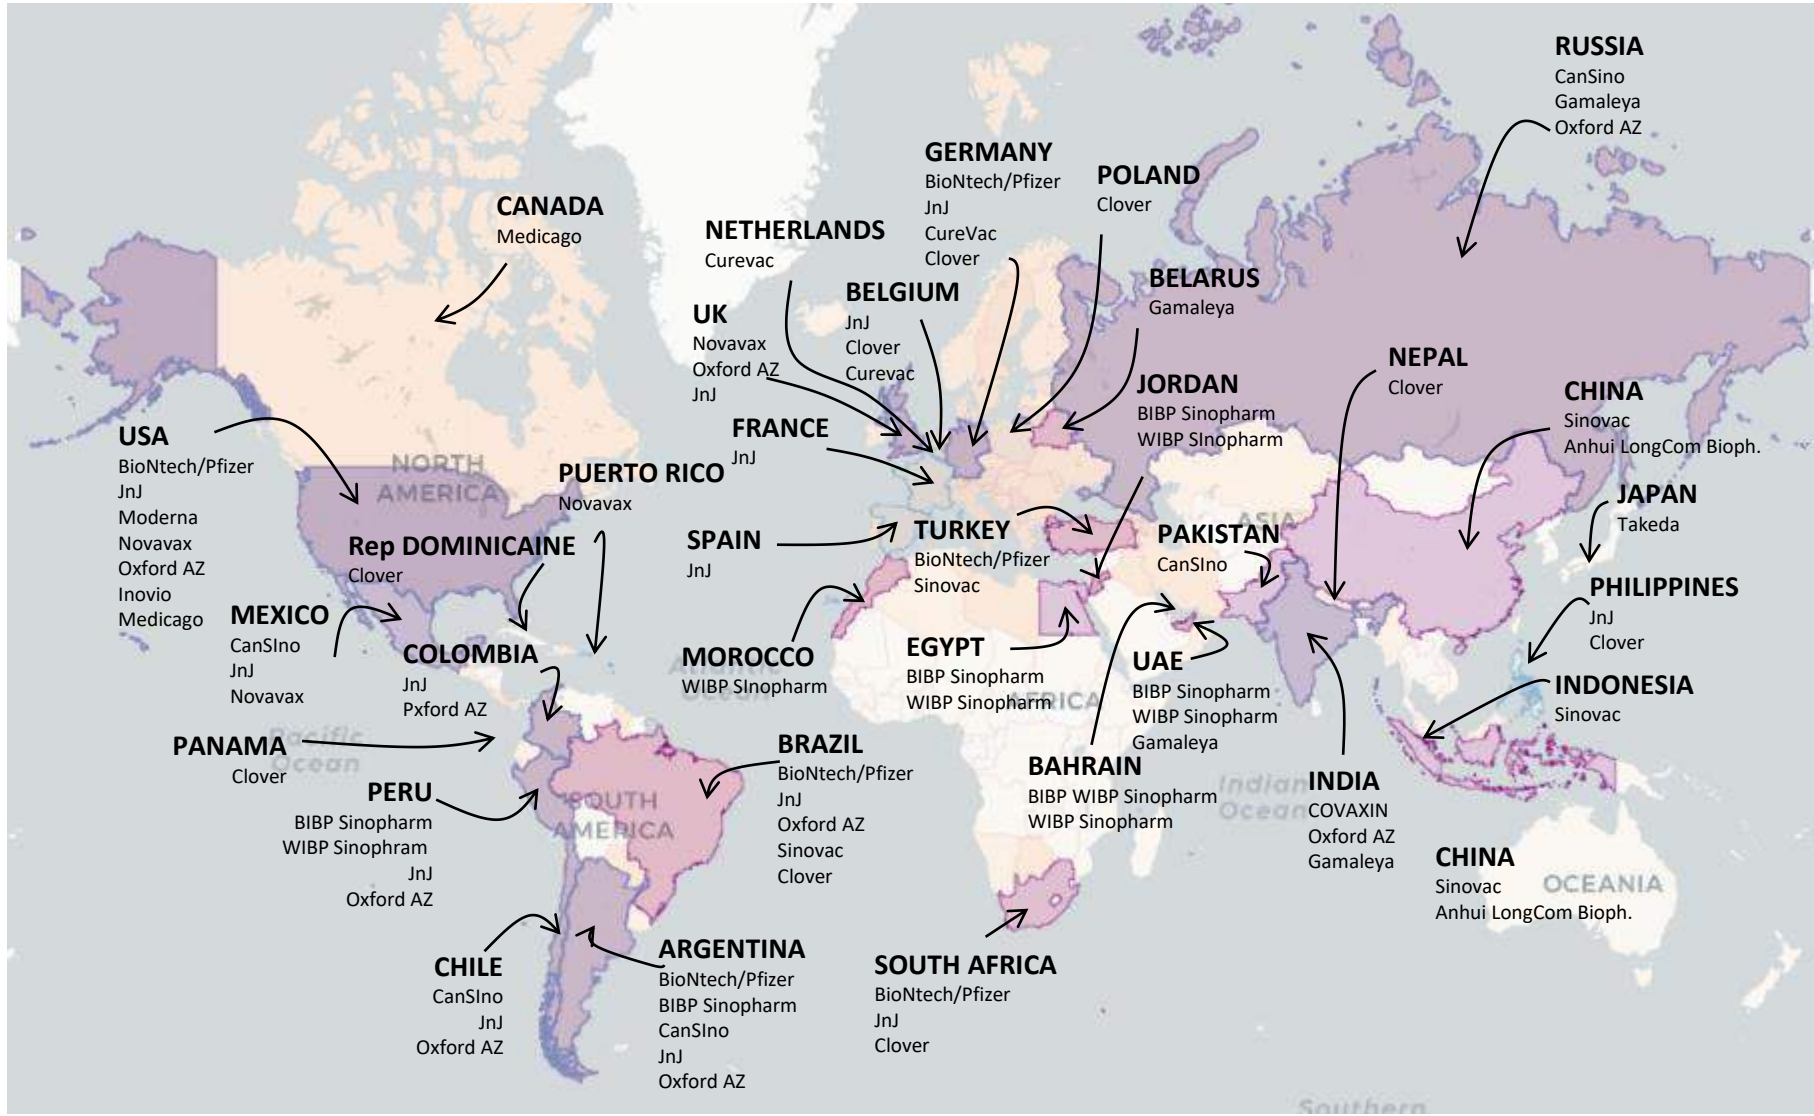 RUSSIA
CanSino
Gamaleya
Oxford AZ
GERMANY
BioNtech/Pfizer
JnJ
CureVac
Clover
POLAND
Clover
CANADA
Medicago
NETHERLANDS
Curevac
BELGIUM
JnJ
Clover
Curevac
BELARUS
Gamaleya
UK
Novavax
Oxford AZ
JnJ
NEPAL
Clover
JORDAN
BIBP Sinopharm
WIBP SInopharm
CHINA
Sinovac
Anhui LongCom Bioph.
FRANCE
JnJ
USA
BioNtech/Pfizer
JnJ
Moderna
Novavax
Oxford AZ
Inovio
Medicago
NORTH
AMERICA
PUERTO RICO
Novavax
JAPAN
Takeda
ASIA
Rep DOMINICAINE
Clover
SPAIN
JnJ
TURKEY
BioNtech/Pfizer
Sinovac
PAKISTAN
CanSIno
PHILIPPINES
JnJ
Clover
MEXICO
CanSIno
JnJ
Novavax
COLOMBIA
JnJ
Pxford AZ
MOROCCO
WIBP SInopharm
Atlantic
Ocean
EGYPT
BIBP Sinopharm
WIBP Sinopharm
AFRICA
UAE
BIBP Sinopharm
WIBP Sinopharm
Gamaleya
INDONESIA
Sinovac
PANAMA
Clover
Pacific
Ocean
BRAZIL
BioNtech/Pfizer
JnJ
Oxford AZ
Sinovac
Clover
BAHRAIN
BIBP WIBP Sinopharm
WIBP Sinopharm
Indian
Ocean
INDIA
COVAXIN
Oxford AZ
Gamaleya
PERU
BIBP Sinopharm
WIBP Sinophram
JnJ
Oxford AZ
SOUTH
AMERICA
CHINA
Sinovac
Anhui LongCom Bioph.
OCEANIA
CHILE
CanSIno
JnJ
Oxford AZ
ARGENTINA
BioNtech/Pfizer
BIBP Sinopharm
CanSIno
JnJ
Oxford AZ
SOUTH AFRICA
BioNtech/Pfizer
JnJ
Clover
Southern